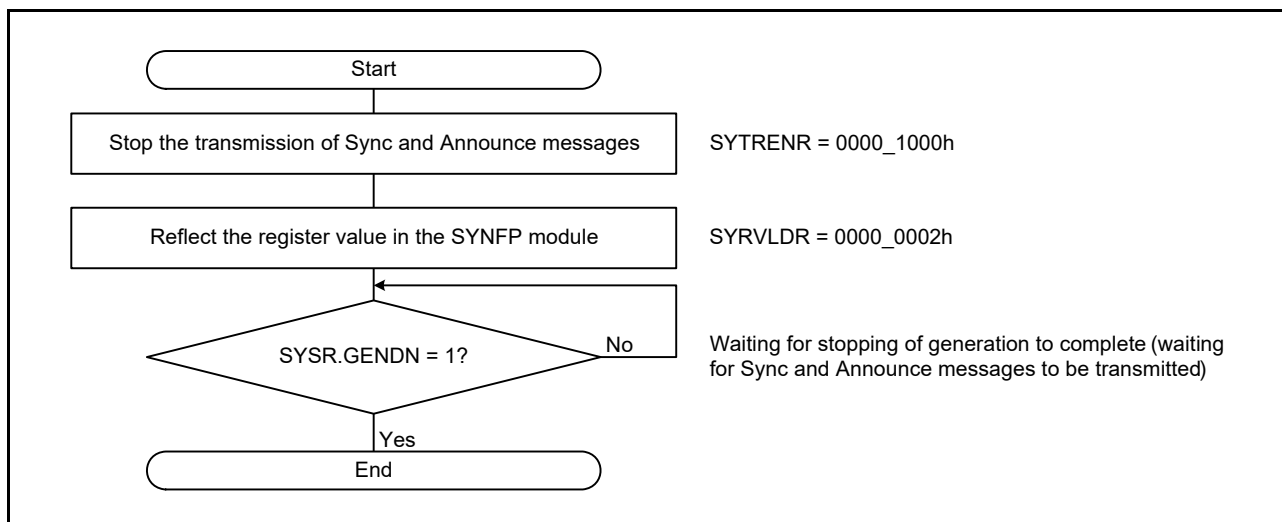 Start
Stop the transmission of Sync and Announce messages
SYTRENR = 0000_1000h
Reflect the register value in the SYNFP module
SYRVLDR = 0000_0002h
SYSR.GENDN = 1?
No
Waiting for stopping of generation to complete (waiting
for Sync and Announce messages to be transmitted)
Yes
End